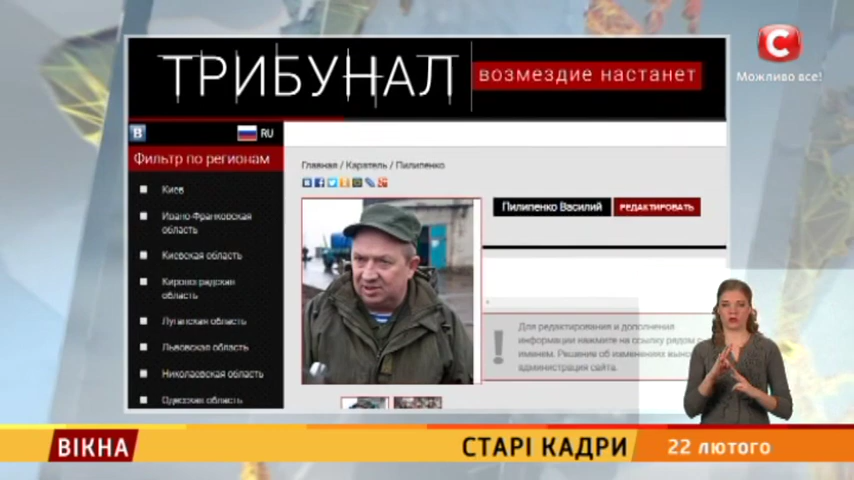 ТРИБУНАЛ
возмездие настанет
С
Можливо все!
В
RU
Фильтр по регионам
Главная / Каратель / Пилипенко
Киев
Ивано-Франковская
область
Киевская область
Кировоградская
область
Луганская область
Львовская область
Николаевская область
Одесская область
Пилипенко Василий
РЕДАКТИРОВАТЬ
!
Для редактирования и дополнения
информации нажмите на ссылку рядом
именем. Решение об изменениях
администрация сайта.
ВІКНА
СТАРІ КАДРИ
22 ЛЮТОГО